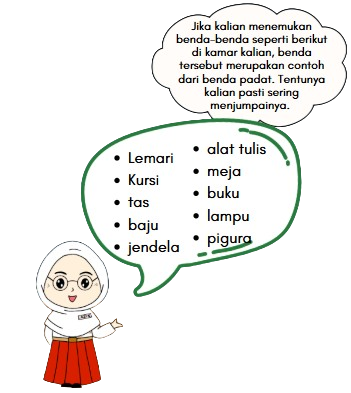 Jika kalian menemukan
benda-benda seperti berikut
di kamar kalian, benda
tersebut merupakan contoh
dari benda padat. Tentunya
kalian pasti sering
menjumpainya.
• Lemari
• Kursi
• tas
• baju
• jendela
• alat tulis
• meja
• buku
• lampu
• pigura